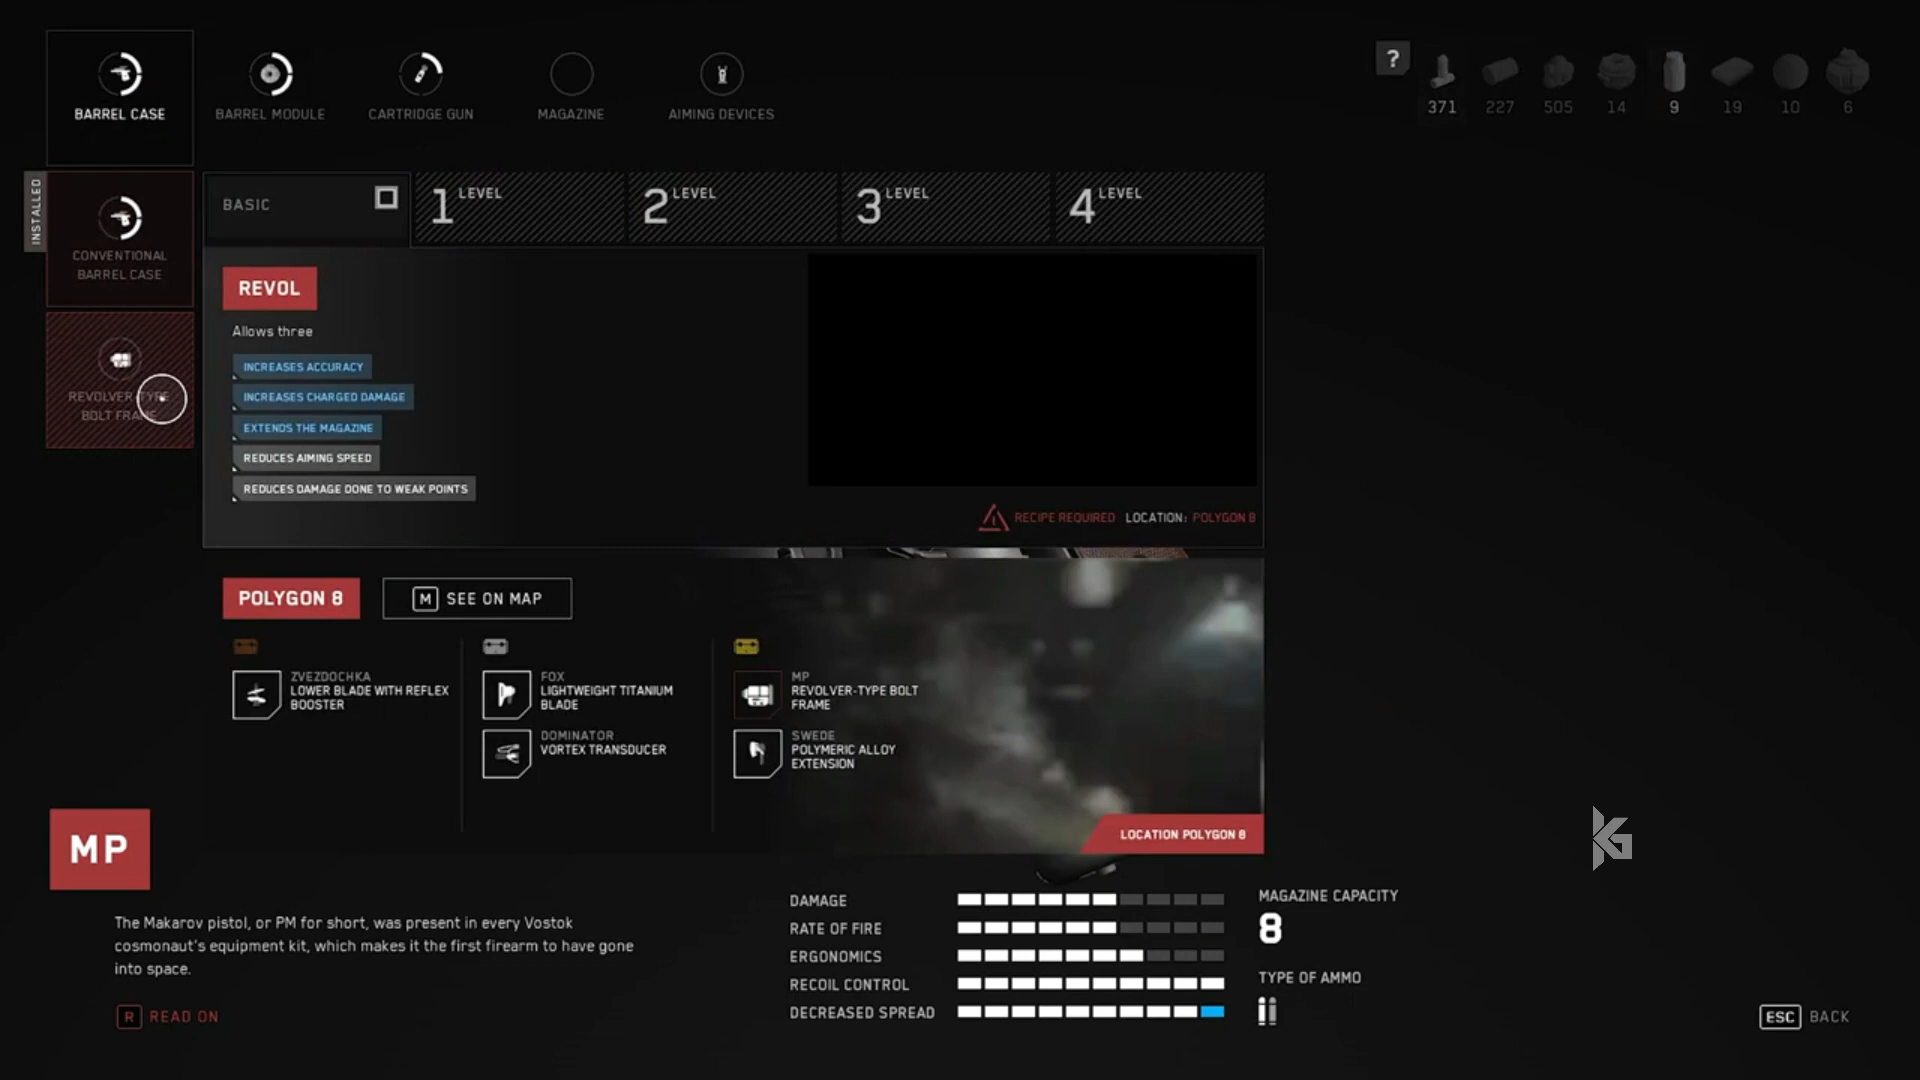 BARREL CASE
BARREL MODULE
CARTRIDGE GUN
MAGAZINE
AIMING DEVICES
?
371
227
505
14
9
19
10
6
INSTALLED
CONVENTIONAL
BARREL CASE
REVOLVER-TYPE
BOLT FRAME
BASIC
1 LEVEL
2 LEVEL
3 LEVEL
4 LEVEL
REVOL
Allows three
INCREASES ACCURACY
INCREASES CHARGED DAMAGE
EXTENDS THE MAGAZINE
REDUCES AIMING SPEED
REDUCES DAMAGE DONE TO WEAK POINTS
RECIPE REQUIRED LOCATION: POLYGON 8
POLYGON 8
M SEE ON MAP
ZVEZDOCHKA
LOWER BLADE WITH REFLEX
BOOSTER
FOX
LIGHTWEIGHT TITANIUM
BLADE
DOMINATOR
VORTEX TRANSDUCER
MP
REVOLVER-TYPE BOLT
FRAME
SWEDE
POLYMERIC ALLOY
EXTENSION
LOCATION POLYGON 8
MP
The Makarov pistol, or PM for short, was present in every Vostok
cosmonaut's equipment kit, which makes it the first firearm to have gone
into space.
R READ ON
DAMAGE
RATE OF FIRE
ERGONOMICS
RECOIL CONTROL
DECREASED SPREAD
MAGAZINE CAPACITY
8
TYPE OF AMMO
ESC BACK